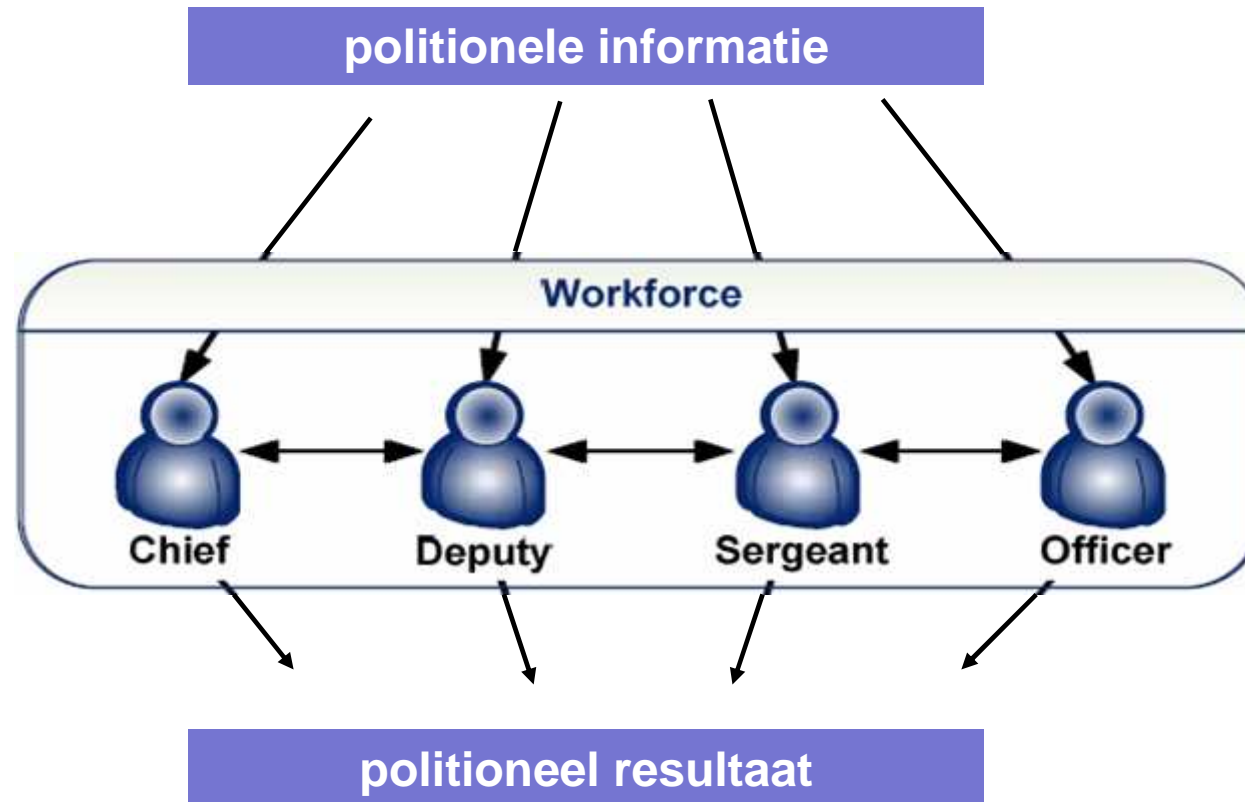 politionele informatie
Workforce
Chief Deputy Sergeant Officer
politioneel resultaat